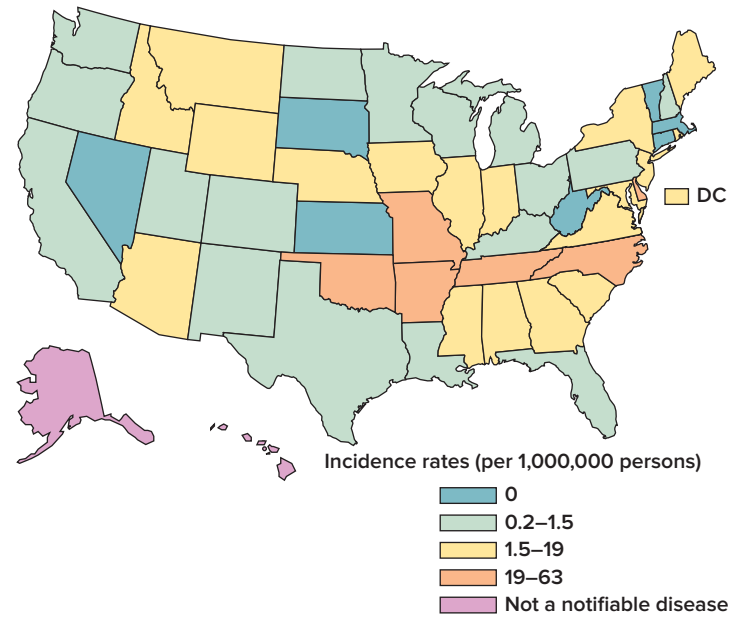 DC
Incidence rates (per 1,000,000 persons)
0
0.2–1.5
1.5–19
19–63
Not a notifiable disease